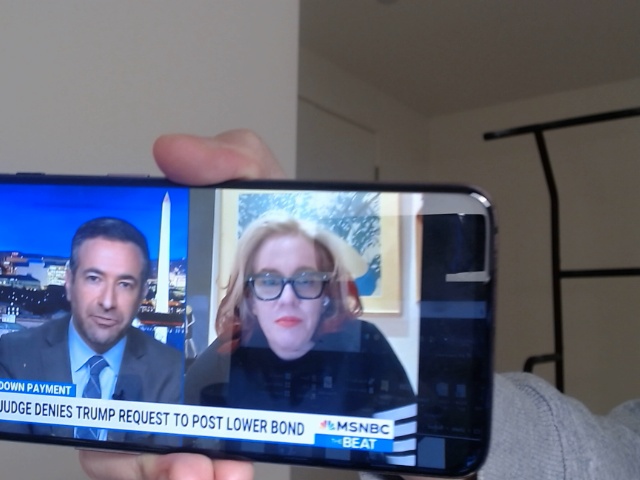 DOWN PAYMENT
JUDGE DENIES TRUMP REQUEST TO POST LOWER BOND
MSNBC
THE BEAT